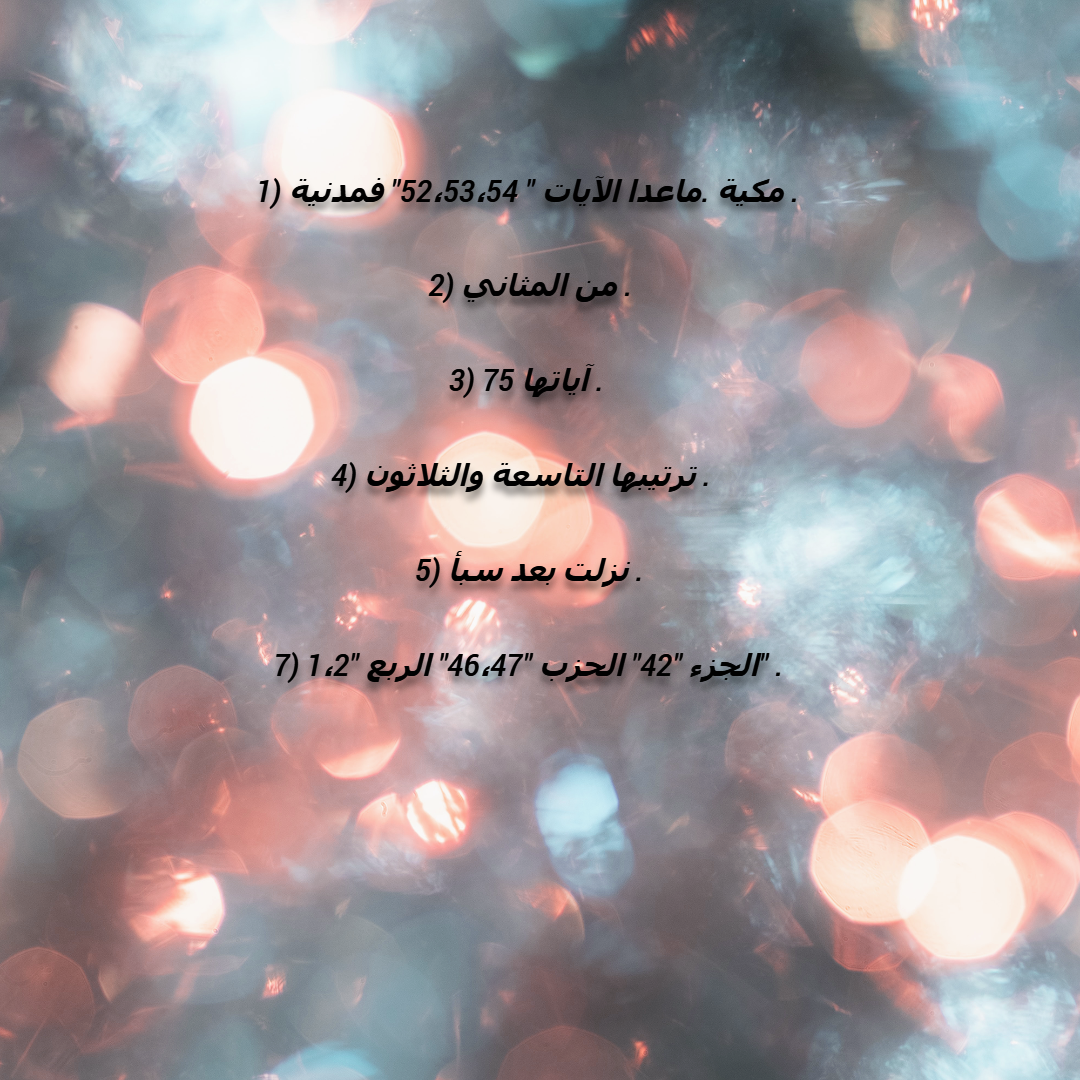 1) مكية .ماعدا الآيات " 52،53،54" فمدنية .
2) من المثاني .
3) آياتها 75 .
4) ترتيبها التاسعة والثلاثون .
5) نزلت بعد سبأ .
7) الجزء "42" الحزب "46،47" الربع "1،2" .